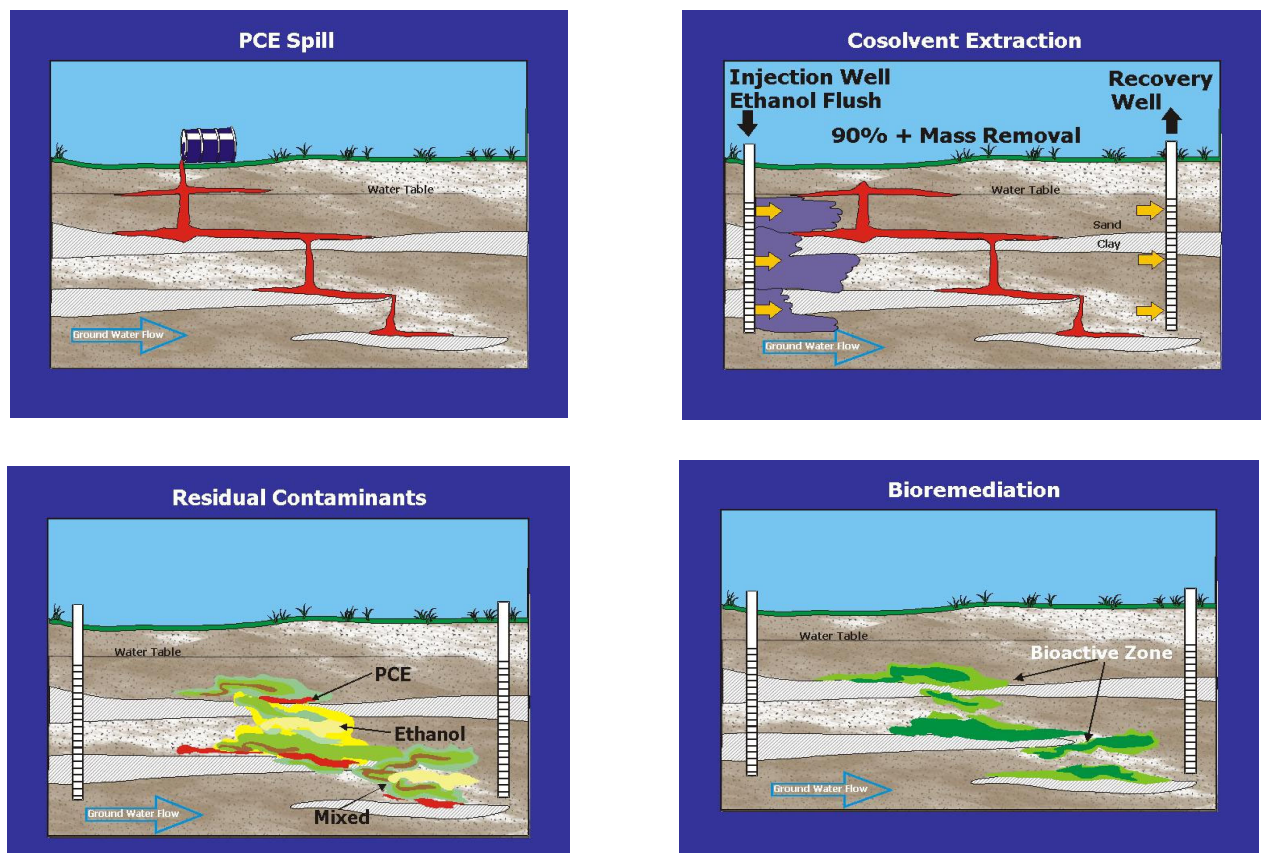 PCE Spill
Water Table
Ground Water Flow
Cosolvent Extraction
Injection Well
Ethanol Flush
Recovery
Well
90% + Mass Removal
Water Table
Sand
Clay
Ground Water Flow
Residual Contaminants
Water Table
PCE
Ethanol
Mixed
Ground Water Flow
Bioremediation
Water Table
Bioactive Zone
Ground Water Flow